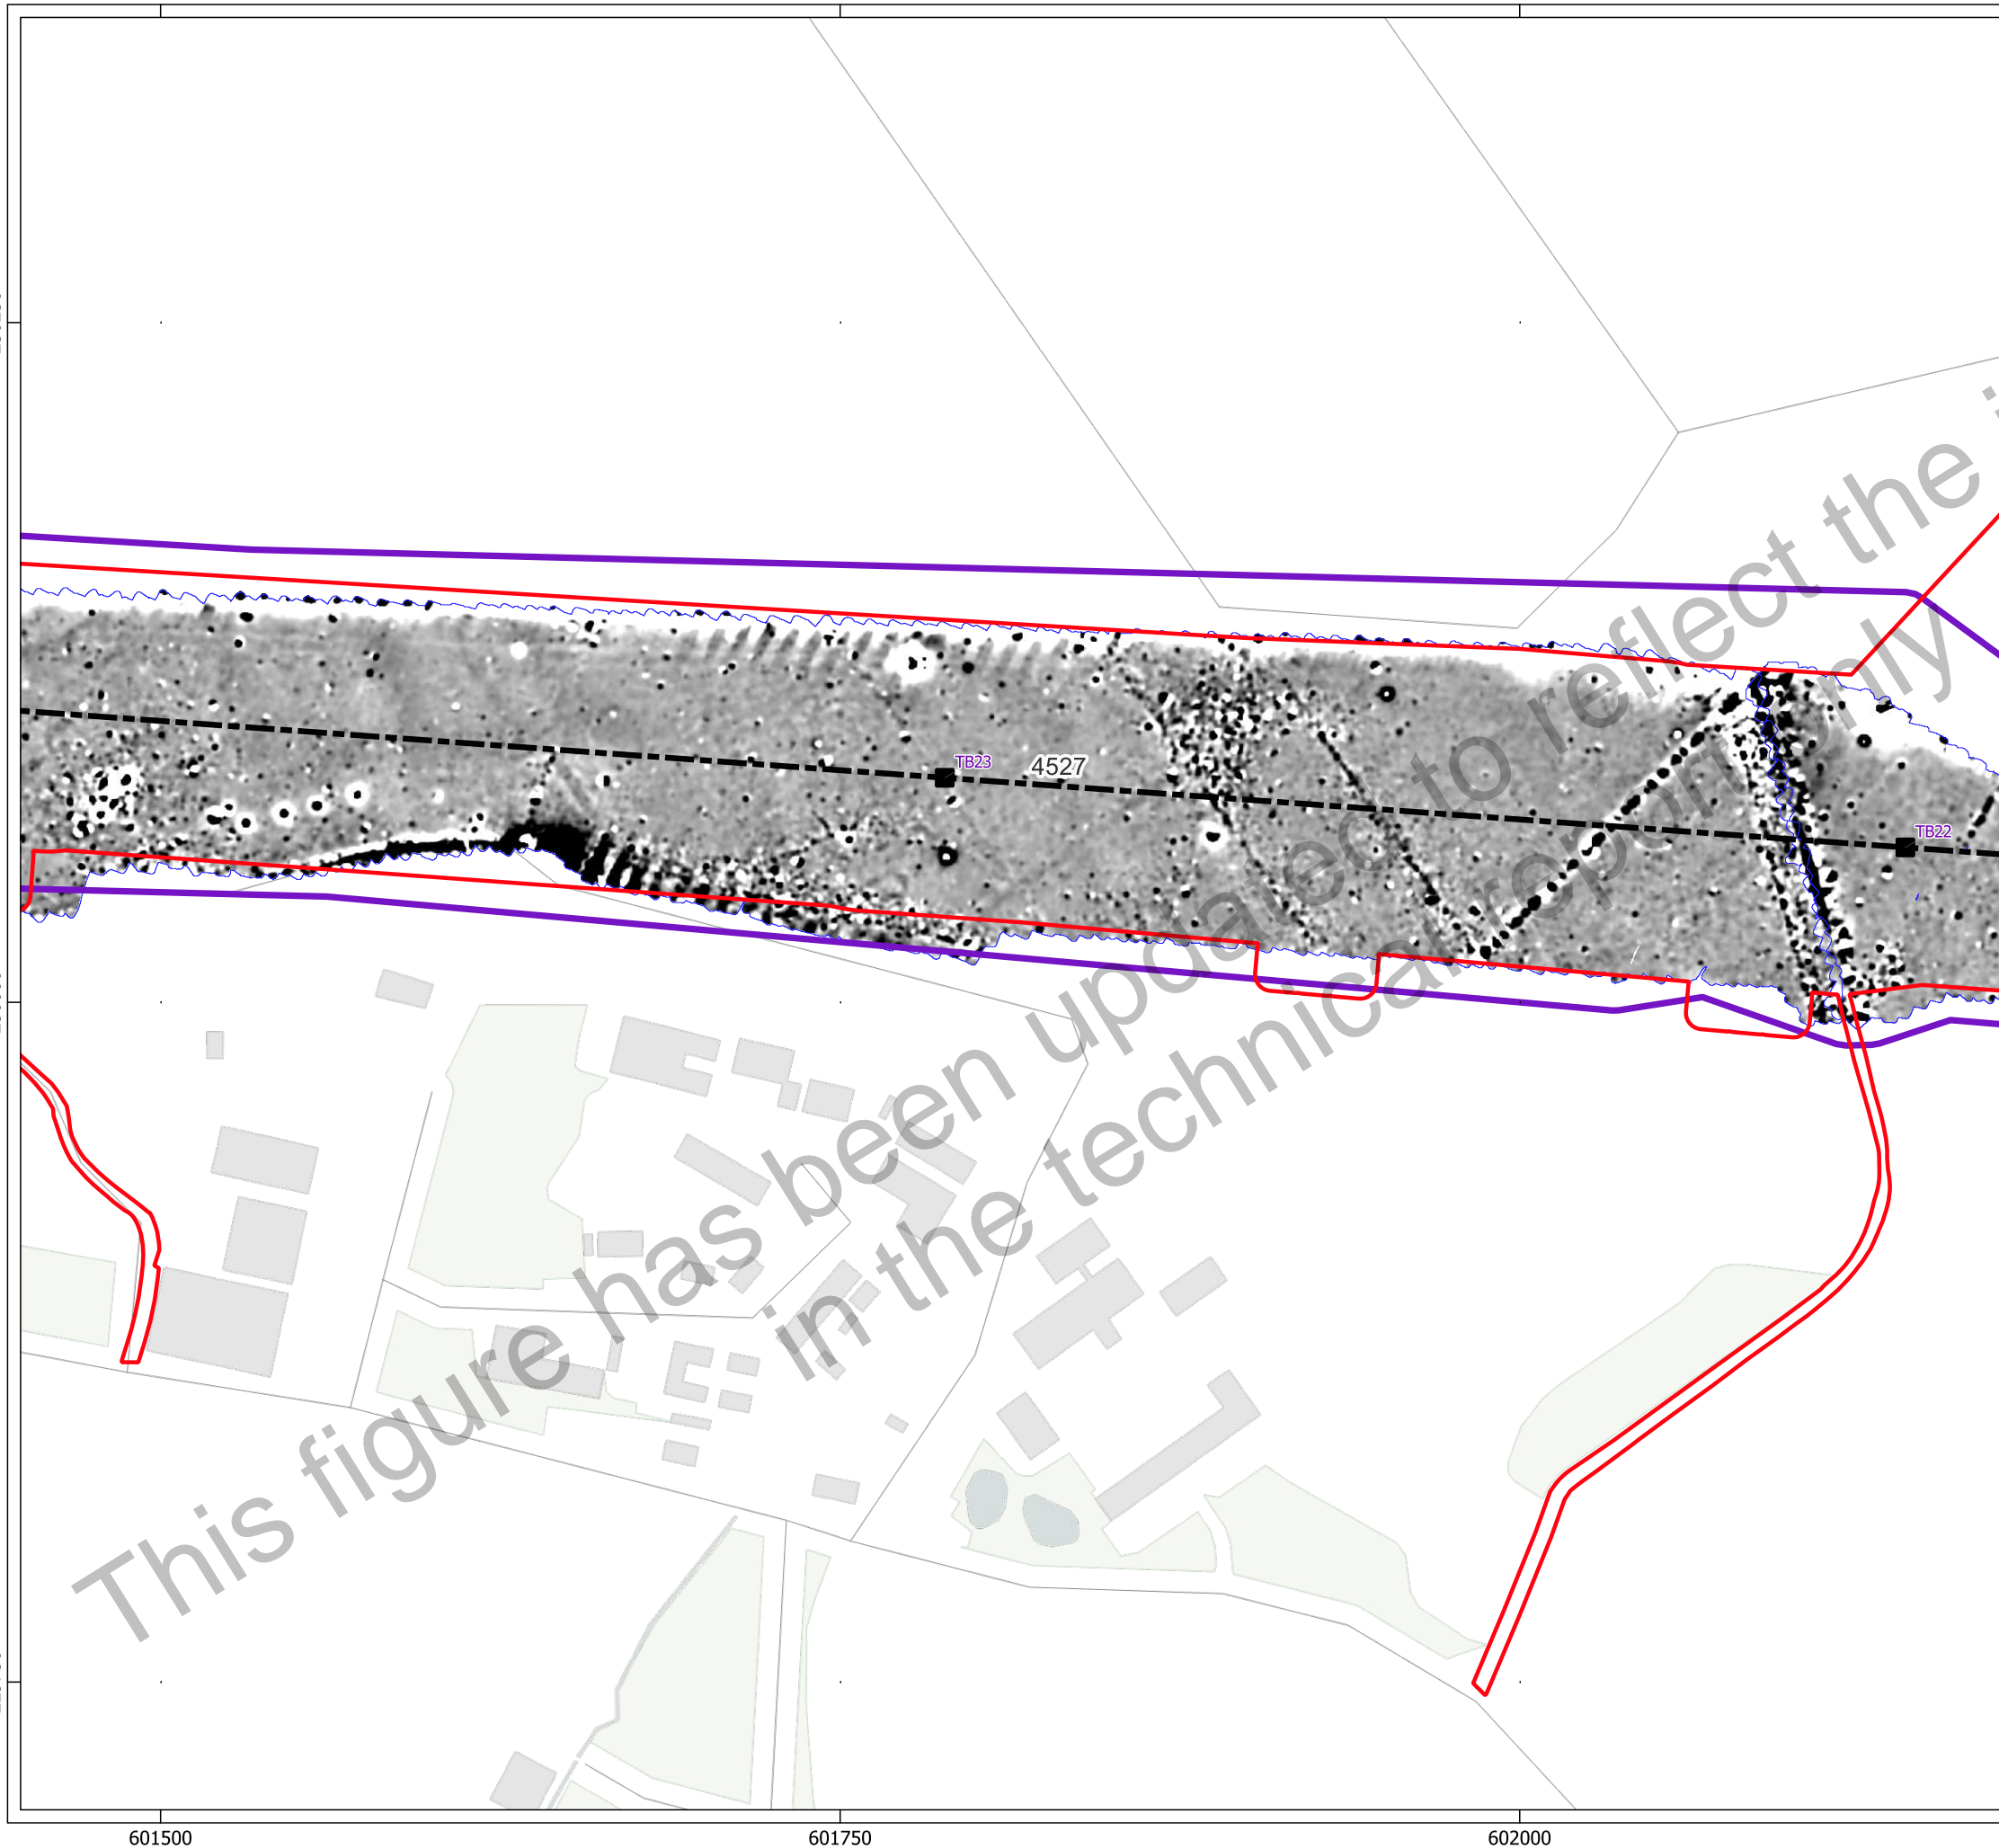 TB23
4527
TB22
This figure has been updated to reflect the i
in the technical report only
601500
601750
602000